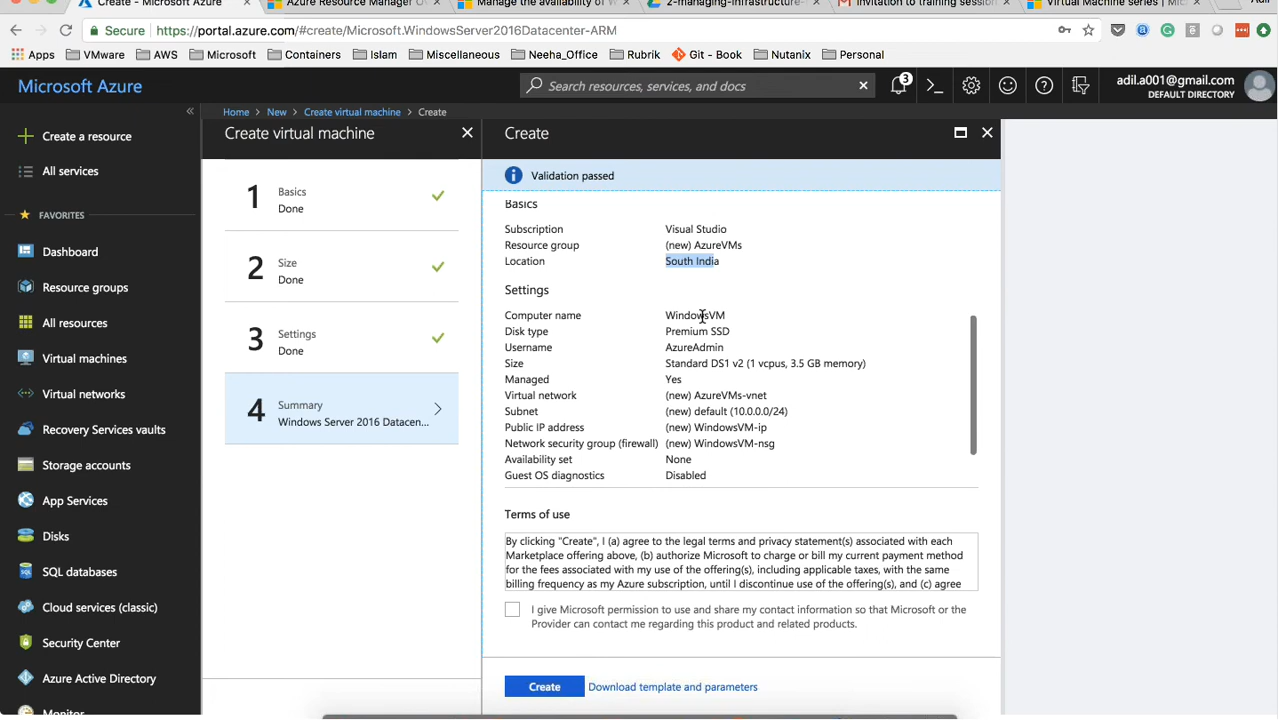 Create - Microsoft Azure
Azure Resource Manager Ov
Manage the availability of W
2-managing-infrastructure-
Invitation to training session
Virtual Machine series | Mic
Secure
https://portal.azure.com/#create/Microsoft.WindowsServer2016Datacenter-ARM
Apps VMware AWS Microsoft Containers Islam Miscellaneous Neeha_Office Rubrik Git - Book Nutanix Personal
Microsoft Azure
Search resources, services, and docs
3
adil.a001@gmail.com
DEFAULT DIRECTORY
Create a resource
All services
FAVORITES
Dashboard
Resource groups
All resources
Virtual machines
Virtual networks
Recovery Services vaults
Storage accounts
App Services
Disks
SQL databases
Cloud services (classic)
Security Center
Azure Active Directory
Monitor
Home New Create virtual machine Create
Create virtual machine
1 Basics
Done
2 Size
Done
3 Settings
Done
4 Summary
Windows Server 2016 Datacen...
Create
Validation passed
Basics
Subscription Visual Studio
Resource group (new) AzureVMs
Location South India
Settings
Computer name WindowsVM
Disk type Premium SSD
Username AzureAdmin
Size Standard DS1 v2 (1 vcpus, 3.5 GB memory)
Managed Yes
Virtual network (new) AzureVMs-vnet
Subnet (new) default (10.0.0.0/24)
Public IP address (new) WindowsVM-ip
Network security group (firewall) (new) WindowsVM-nsg
Availability set None
Guest OS diagnostics Disabled
Terms of use
By clicking "Create", I (a) agree to the legal terms and privacy statement(s) associated with each
Marketplace offering above, (b) authorize Microsoft to charge or bill my current payment method
for the fees associated with my use of the offering(s), including applicable taxes, with the same
billing frequency as my Azure subscription, until I discontinue use of the offering(s), and (c) agree
I give Microsoft permission to use and share my contact information so that Microsoft or the
Provider can contact me regarding this product and related products.
Create Download template and parameters